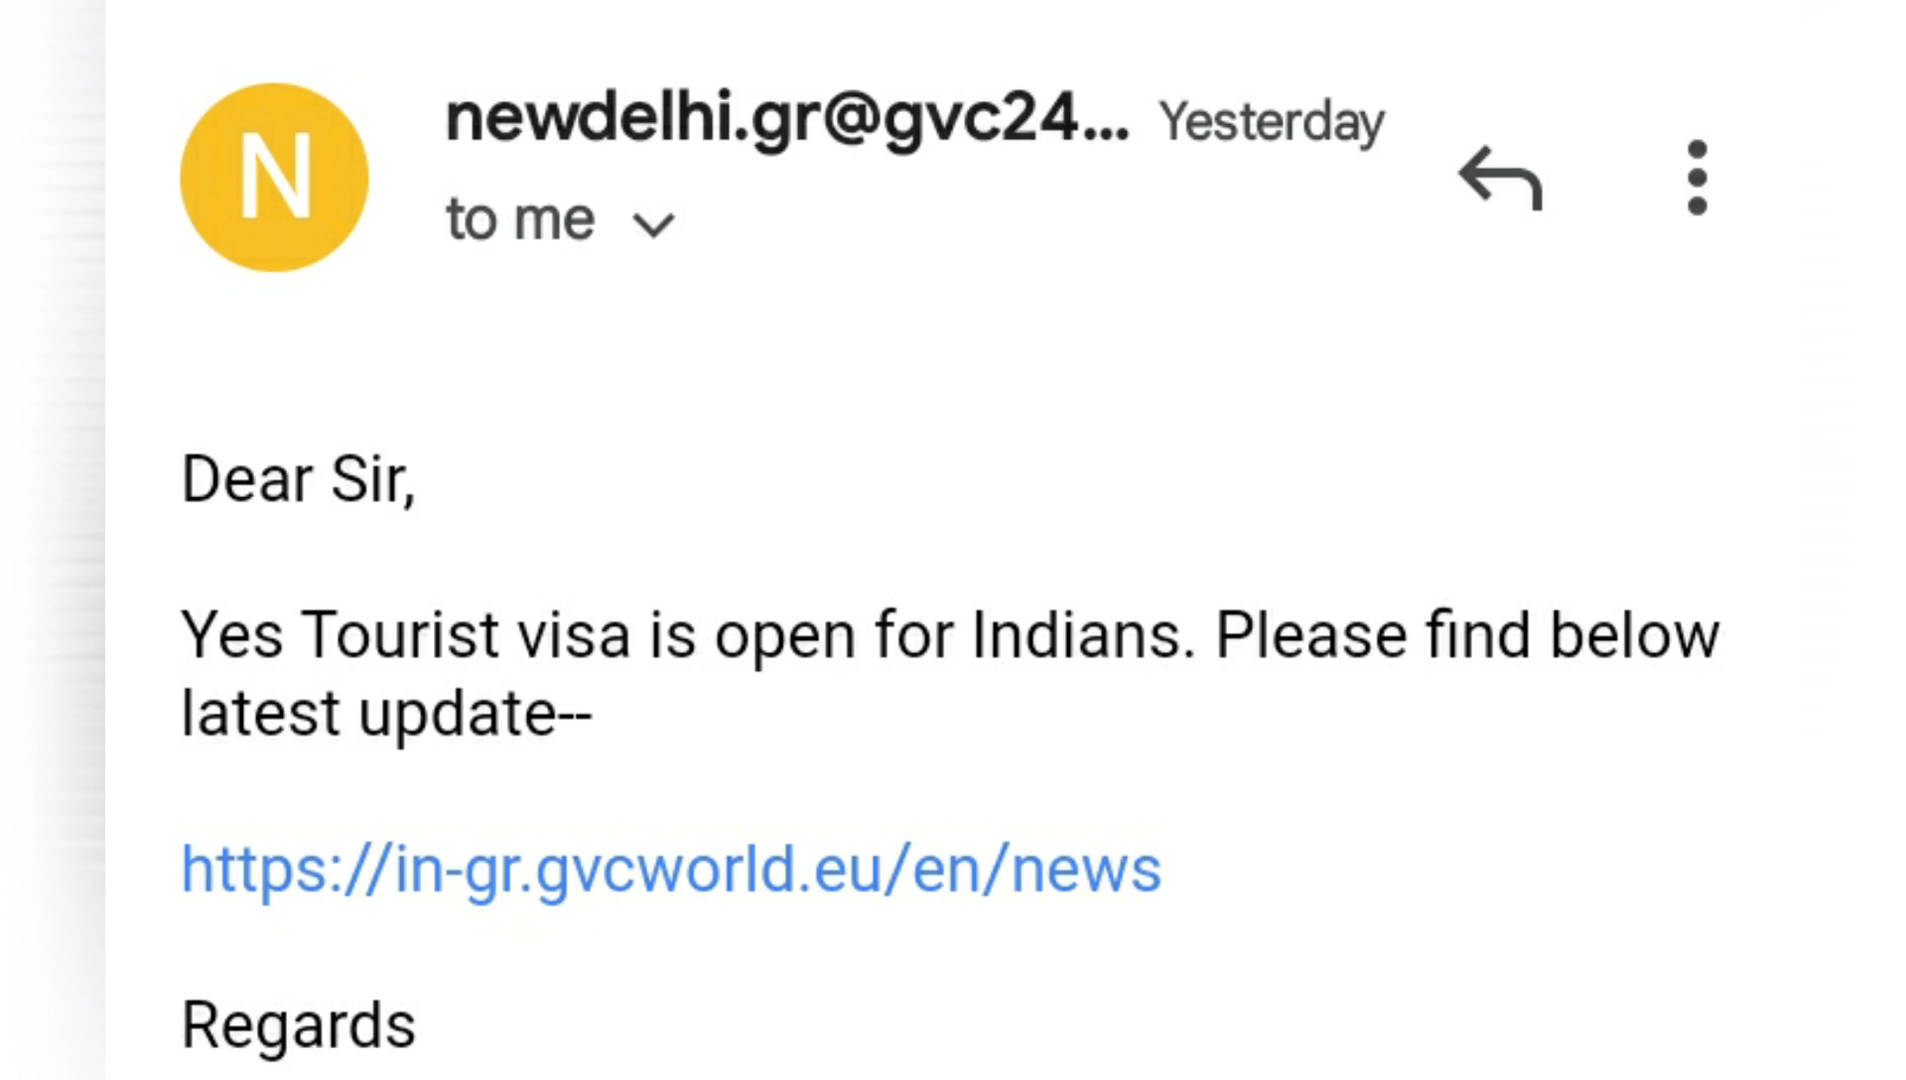 N
newdelhi.gr@gvc24... Yesterday
to me
Dear Sir,
Yes Tourist visa is open for Indians. Please find below
latest update--
https://in-gr.gvcworld.eu/en/news
Regards